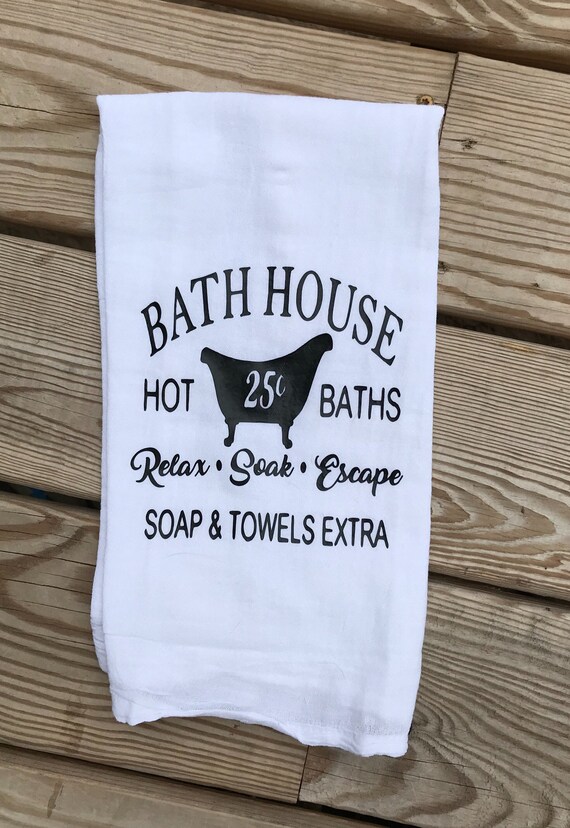 BATH HOUSE
HOT 25¢ BATHS
Relax • Soak • Escape
SOAP & TOWELS EXTRA